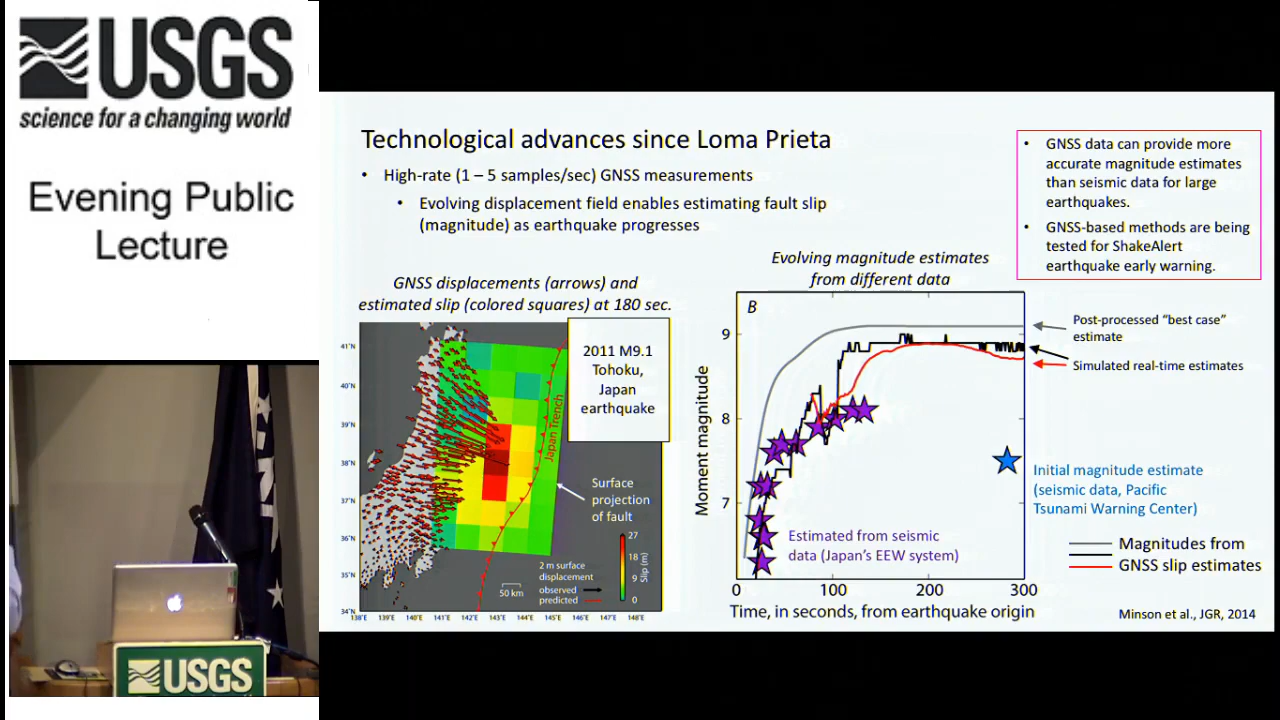 USGS
science for a changing world
Evening Public
Lecture
USGS
Technological advances since Loma Prieta
• High-rate (1 – 5 samples/sec) GNSS measurements
• Evolving displacement field enables estimating fault slip
(magnitude) as earthquake progresses
• GNSS data can provide more
accurate magnitude estimates
than seismic data for large
earthquakes.
• GNSS-based methods are being
tested for ShakeAlert
earthquake early warning.
GNSS displacements (arrows) and
estimated slip (colored squares) at 180 sec.
2011 M9.1
Tohoku,
Japan
earthquake
Japan Trench
Surface
projection
of fault
41°N
40°N
39°N
38°N
37°N
36°N
35°N
34°N
138°E 139°E 140°E 141°E 142°E 143°E 144°E 145°E 146°E 147°E 148°E
50 km
2 m surface
displacement
observed
predicted
27
18
9
0
Slip (m)
Evolving magnitude estimates
from different data
B
9
8
7
6
Moment magnitude
0 100 200 300
Time, in seconds, from earthquake origin
Post-processed “best case”
estimate
Simulated real-time estimates
Initial magnitude estimate
(seismic data, Pacific
Tsunami Warning Center)
Estimated from seismic
data (Japan’s EEW system)
Magnitudes from
GNSS slip estimates
Minson et al., JGR, 2014